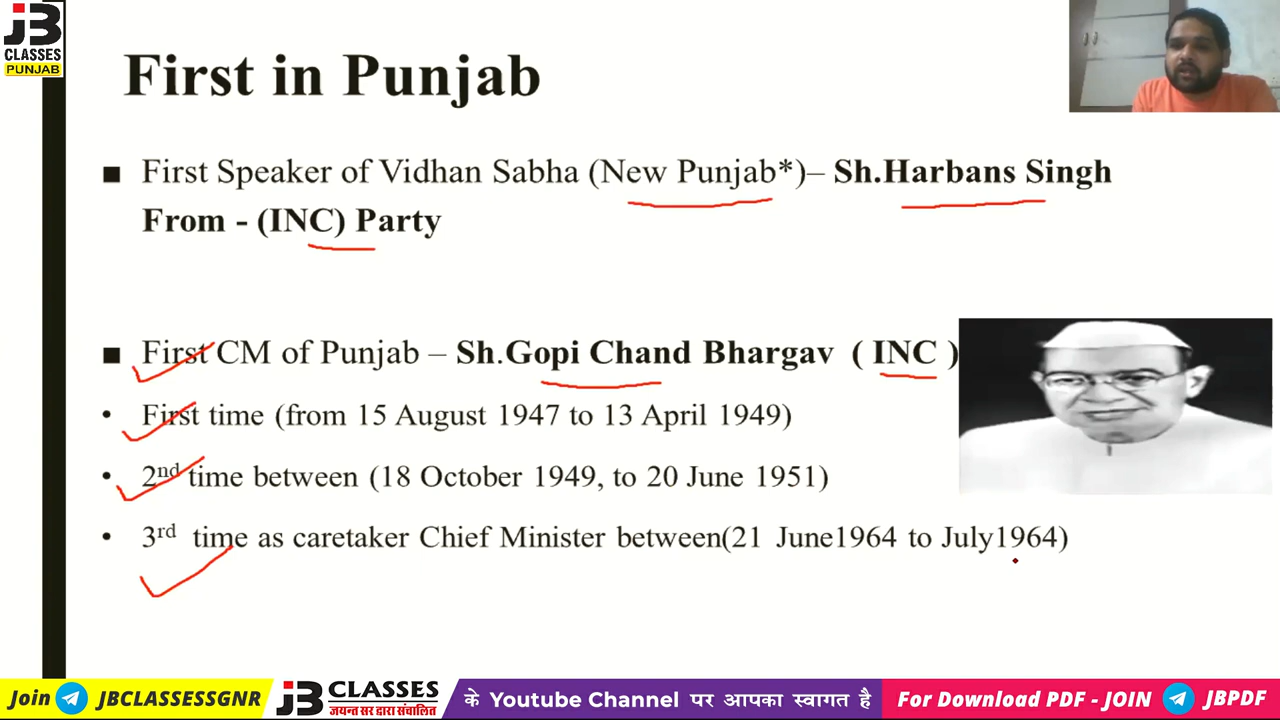 JB
CLASSES
PUNJAB
First in Punjab
■ First Speaker of Vidhan Sabha (New Punjab*)– Sh.Harbans Singh
From - (INC) Party
■ First CM of Punjab – Sh.Gopi Chand Bhargav ( INC )
• First time (from 15 August 1947 to 13 April 1949)
• 2nd time between (18 October 1949, to 20 June 1951)
• 3rd time as caretaker Chief Minister between(21 June1964 to July1964)
Join JBCLASSESSGNR
JB CLASSES
जयन्त सर द्वारा संचालित
के Youtube Channel पर आपका स्वागत है
For Download PDF - JOIN JBPDF